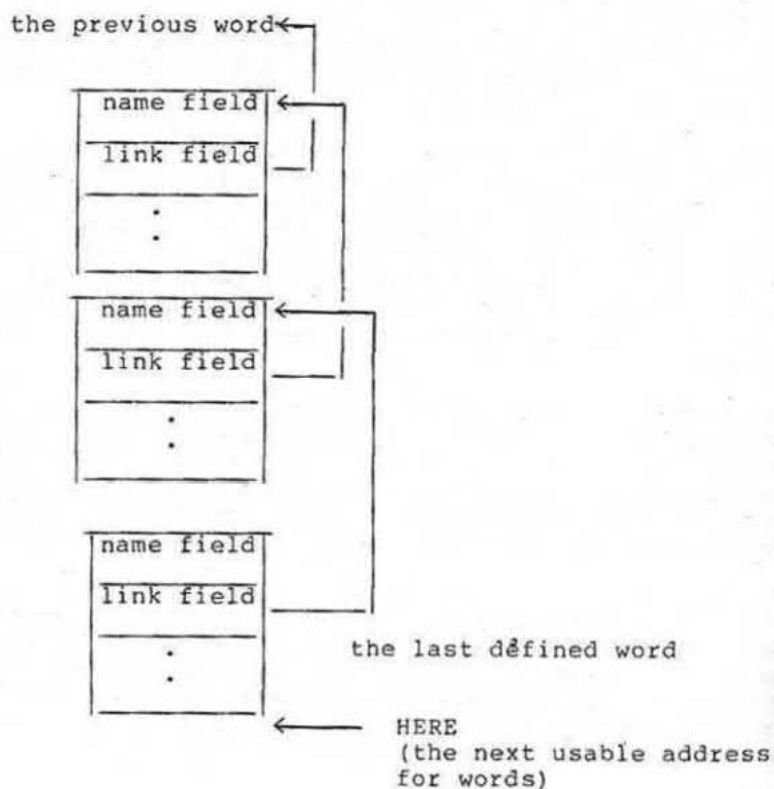 the previous word
name field
link field
:
name field
link field
:
name field
link field
the last defined word
:
HERE
(the next usable address
for words)